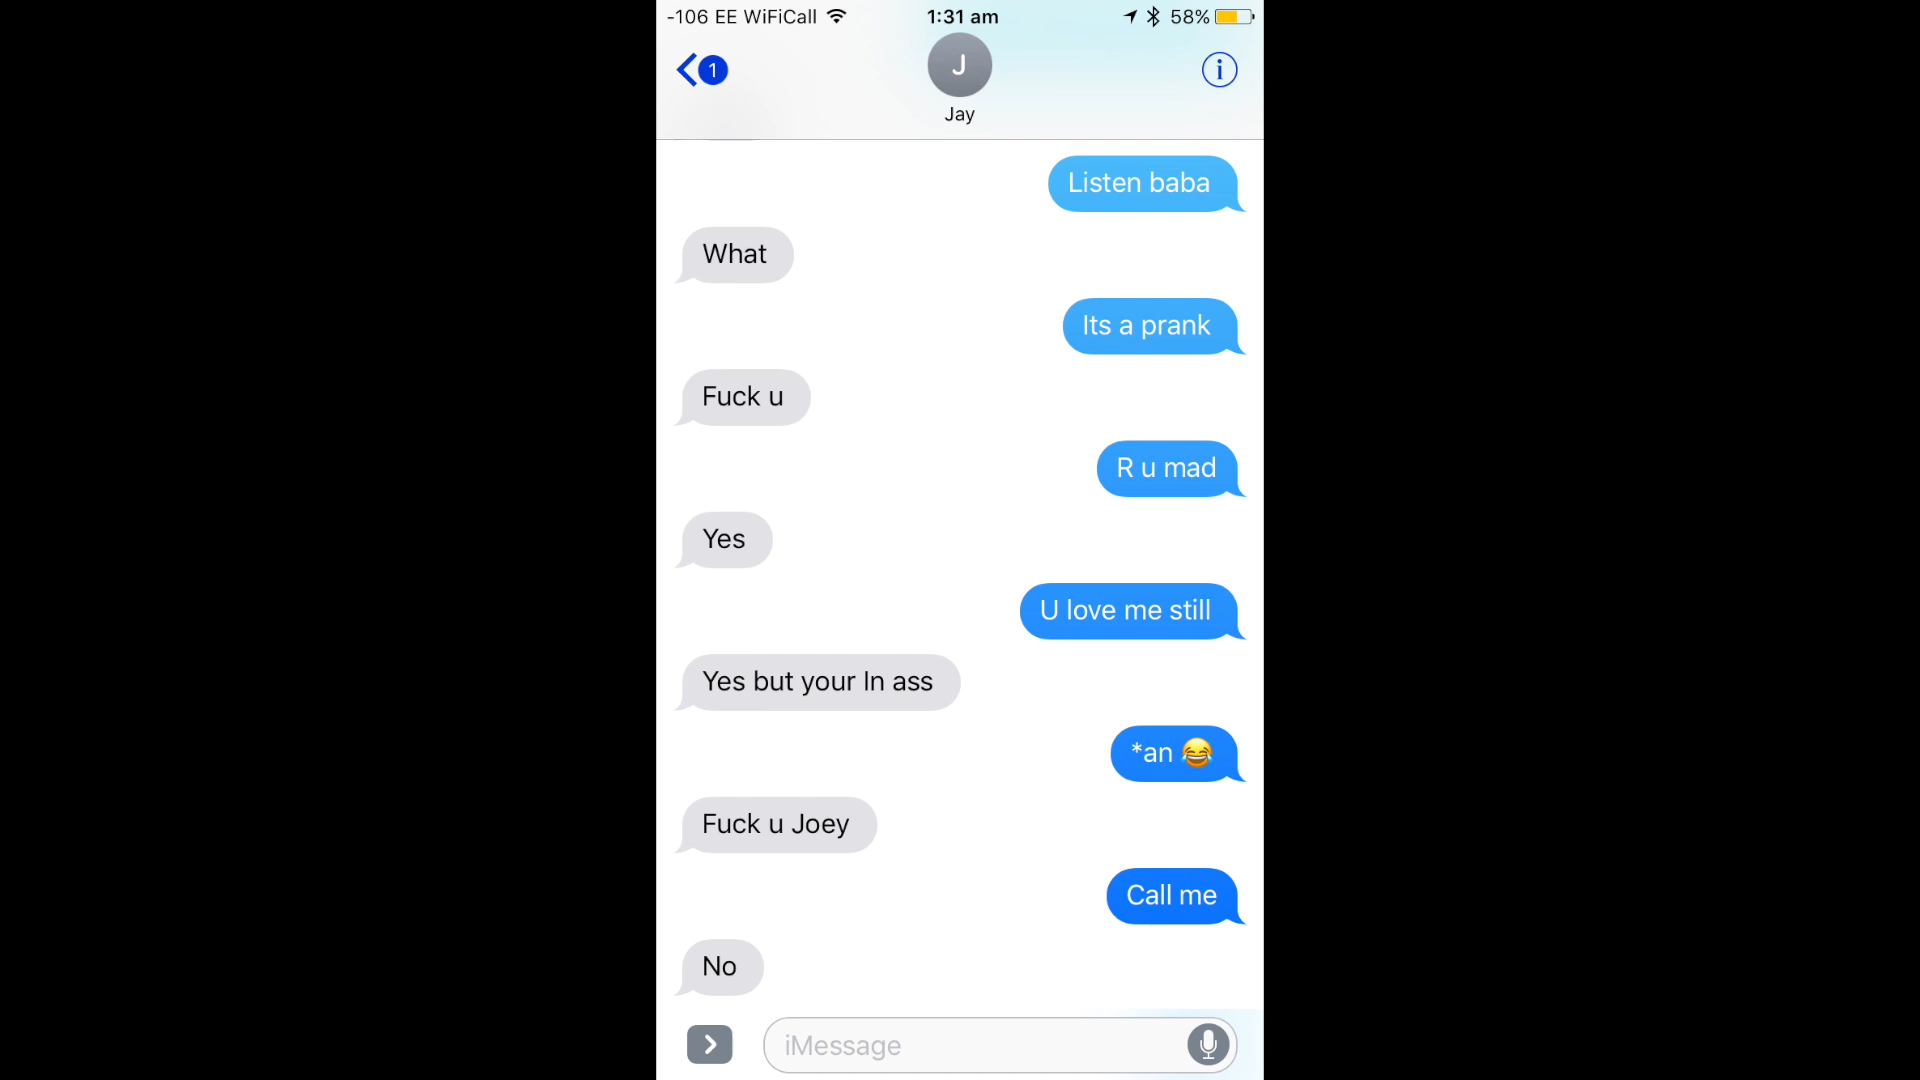 -106 EE WiFiCall 1:31 am 58%
1
J
Jay
Listen baba
What
Its a prank
Fuck u
R u mad
Yes
U love me still
Yes but your In ass
*an 😂
Fuck u Joey
Call me
No
iMessage